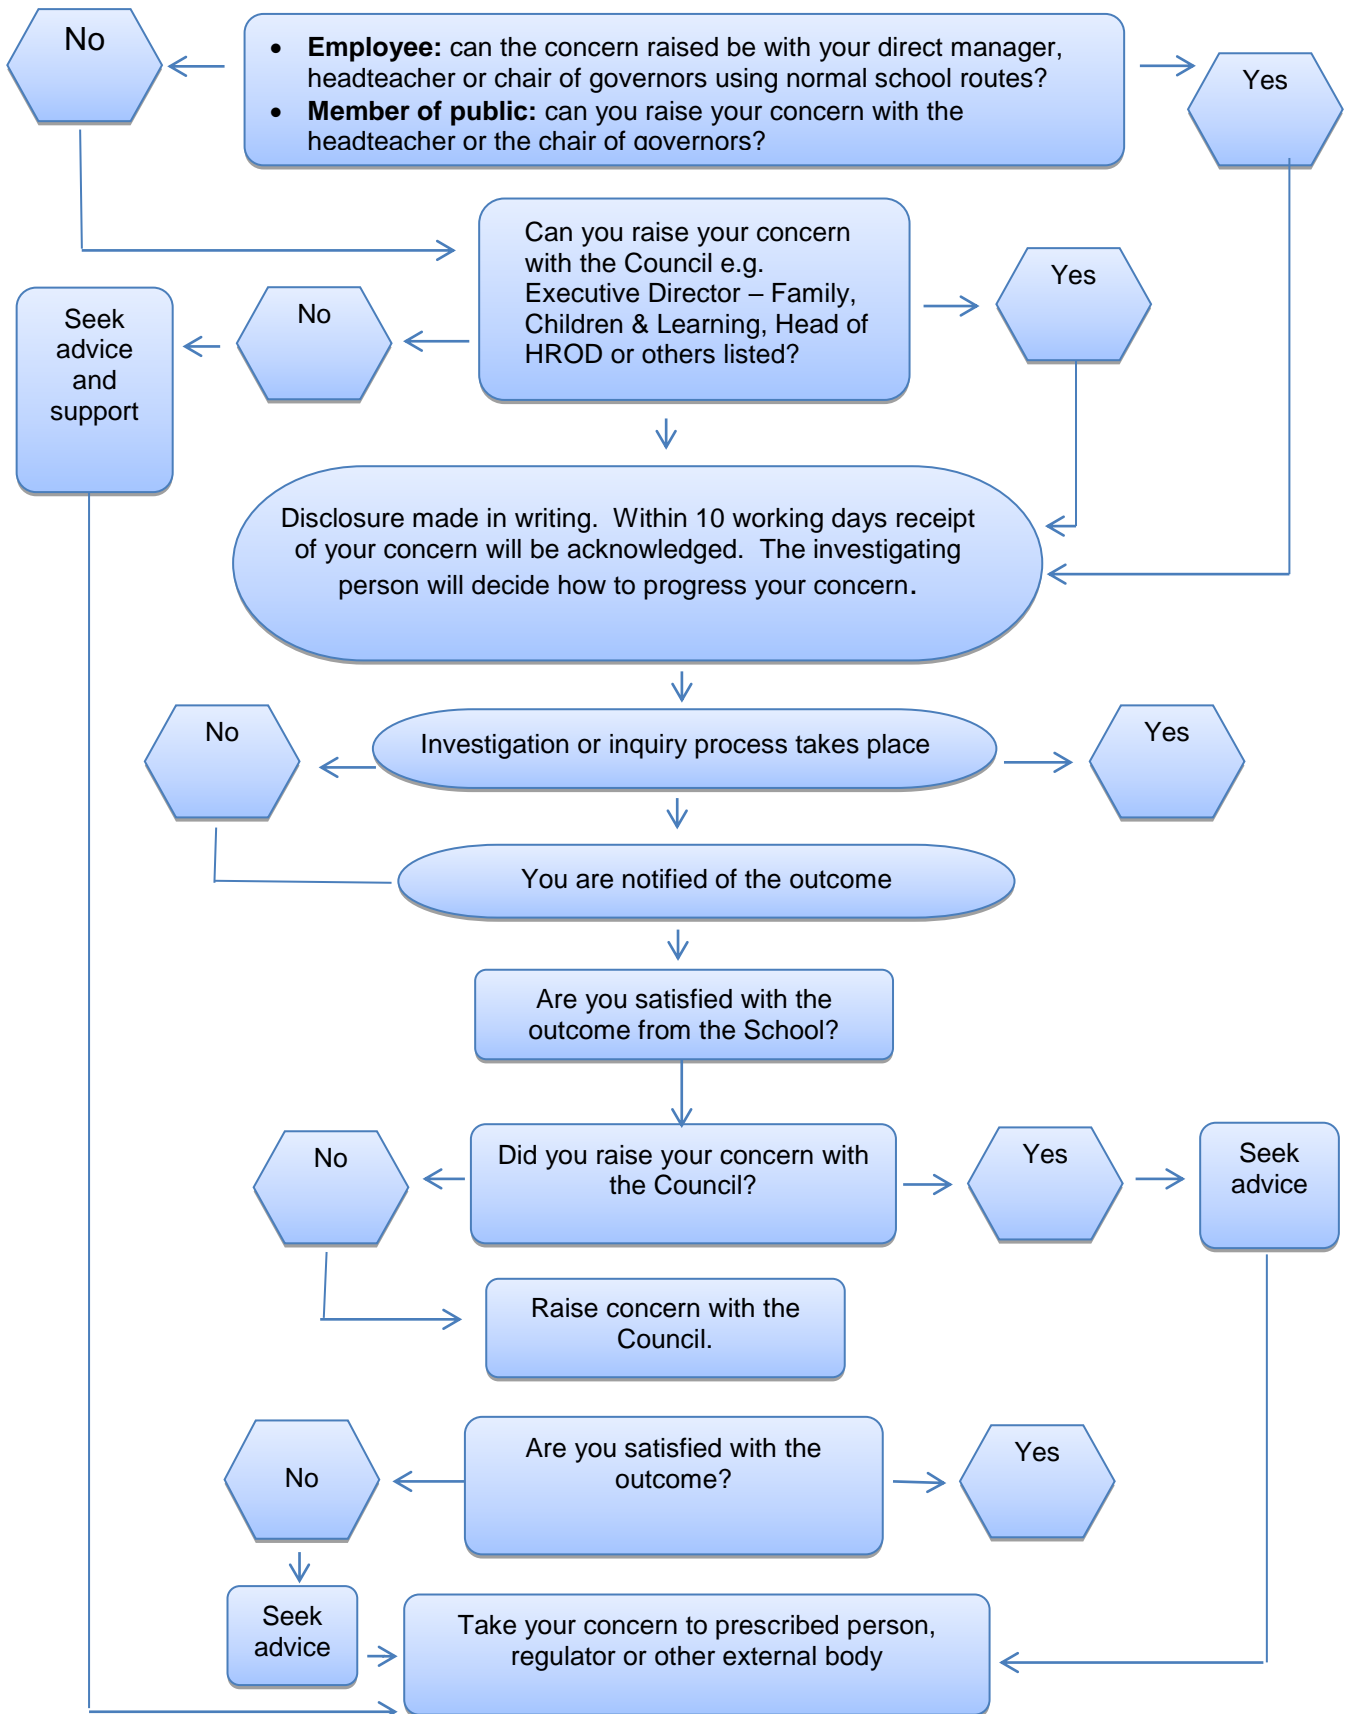 No
• Employee: can the concern raised be with your direct manager,
headteacher or chair of governors using normal school routes?
• Member of public: can you raise your concern with the
headteacher or the chair of governors?
Yes
Can you raise your concern
with the Council e.g.
Executive Director – Family,
Children & Learning, Head of
HROD or others listed?
Yes
No
Seek
advice
and
support
Disclosure made in writing.  Within 10 working days receipt
of your concern will be acknowledged.  The investigating
person will decide how to progress your concern.
No
Investigation or inquiry process takes place
Yes
You are notified of the outcome
Are you satisfied with the
outcome from the School?
No
Did you raise your concern with
the Council?
Yes
Seek
advice
Raise concern with the
Council.
No
Are you satisfied with the
outcome?
Yes
Seek
advice
Take your concern to prescribed person,
regulator or other external body